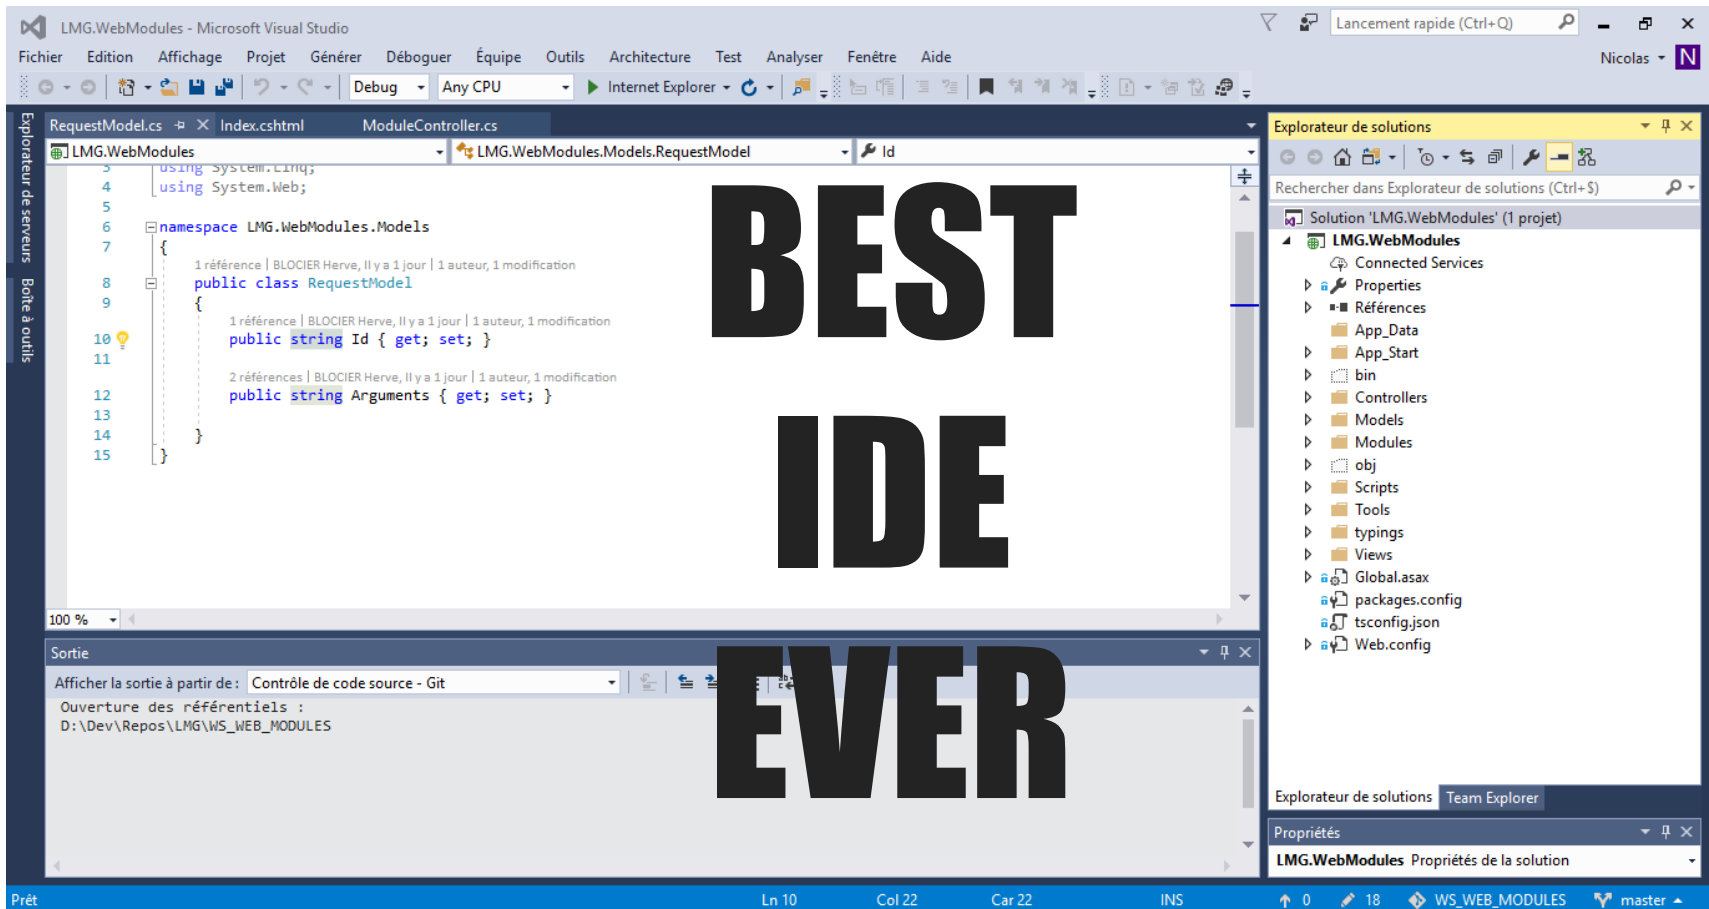 LMG.WebModules - Microsoft Visual Studio
Lancement rapide (Ctrl+Q)
Fichier Edition Affichage Projet Générer Déboguer Équipe Outils Architecture Test Analyser Fenêtre Aide
Nicolas N
Debug Any CPU Internet Explorer
Explorateur de serveurs
Boîte à outils
RequestModel.cs Index.cshtml ModuleController.cs
LMG.WebModules LMG.WebModules.Models.RequestModel Id
3 using System.Linq;
4 using System.Web;
5
6 namespace LMG.WebModules.Models
7 {
1 référence | BLOCIER Herve, Il y a 1 jour | 1 auteur, 1 modification
8 public class RequestModel
9 {
1 référence | BLOCIER Herve, Il y a 1 jour | 1 auteur, 1 modification
10 public string Id { get; set; }
11
2 références | BLOCIER Herve, Il y a 1 jour | 1 auteur, 1 modification
12 public string Arguments { get; set; }
13
14 }
15 }
100 %
BEST
IDE
EVER
Sortie
Afficher la sortie à partir de : Contrôle de code source - Git
Ouverture des référentiels :
D:\Dev\Repos\LMG\WS_WEB_MODULES
Explorateur de solutions
Rechercher dans Explorateur de solutions (Ctrl+$)
Solution 'LMG.WebModules' (1 projet)
LMG.WebModules
Connected Services
Properties
Références
App_Data
App_Start
bin
Controllers
Models
Modules
obj
Scripts
Tools
typings
Views
Global.asax
packages.config
tsconfig.json
Web.config
Explorateur de solutions Team Explorer
Propriétés
LMG.WebModules Propriétés de la solution
Prêt Ln 10 Col 22 Car 22 INS 0 18 WS_WEB_MODULES master